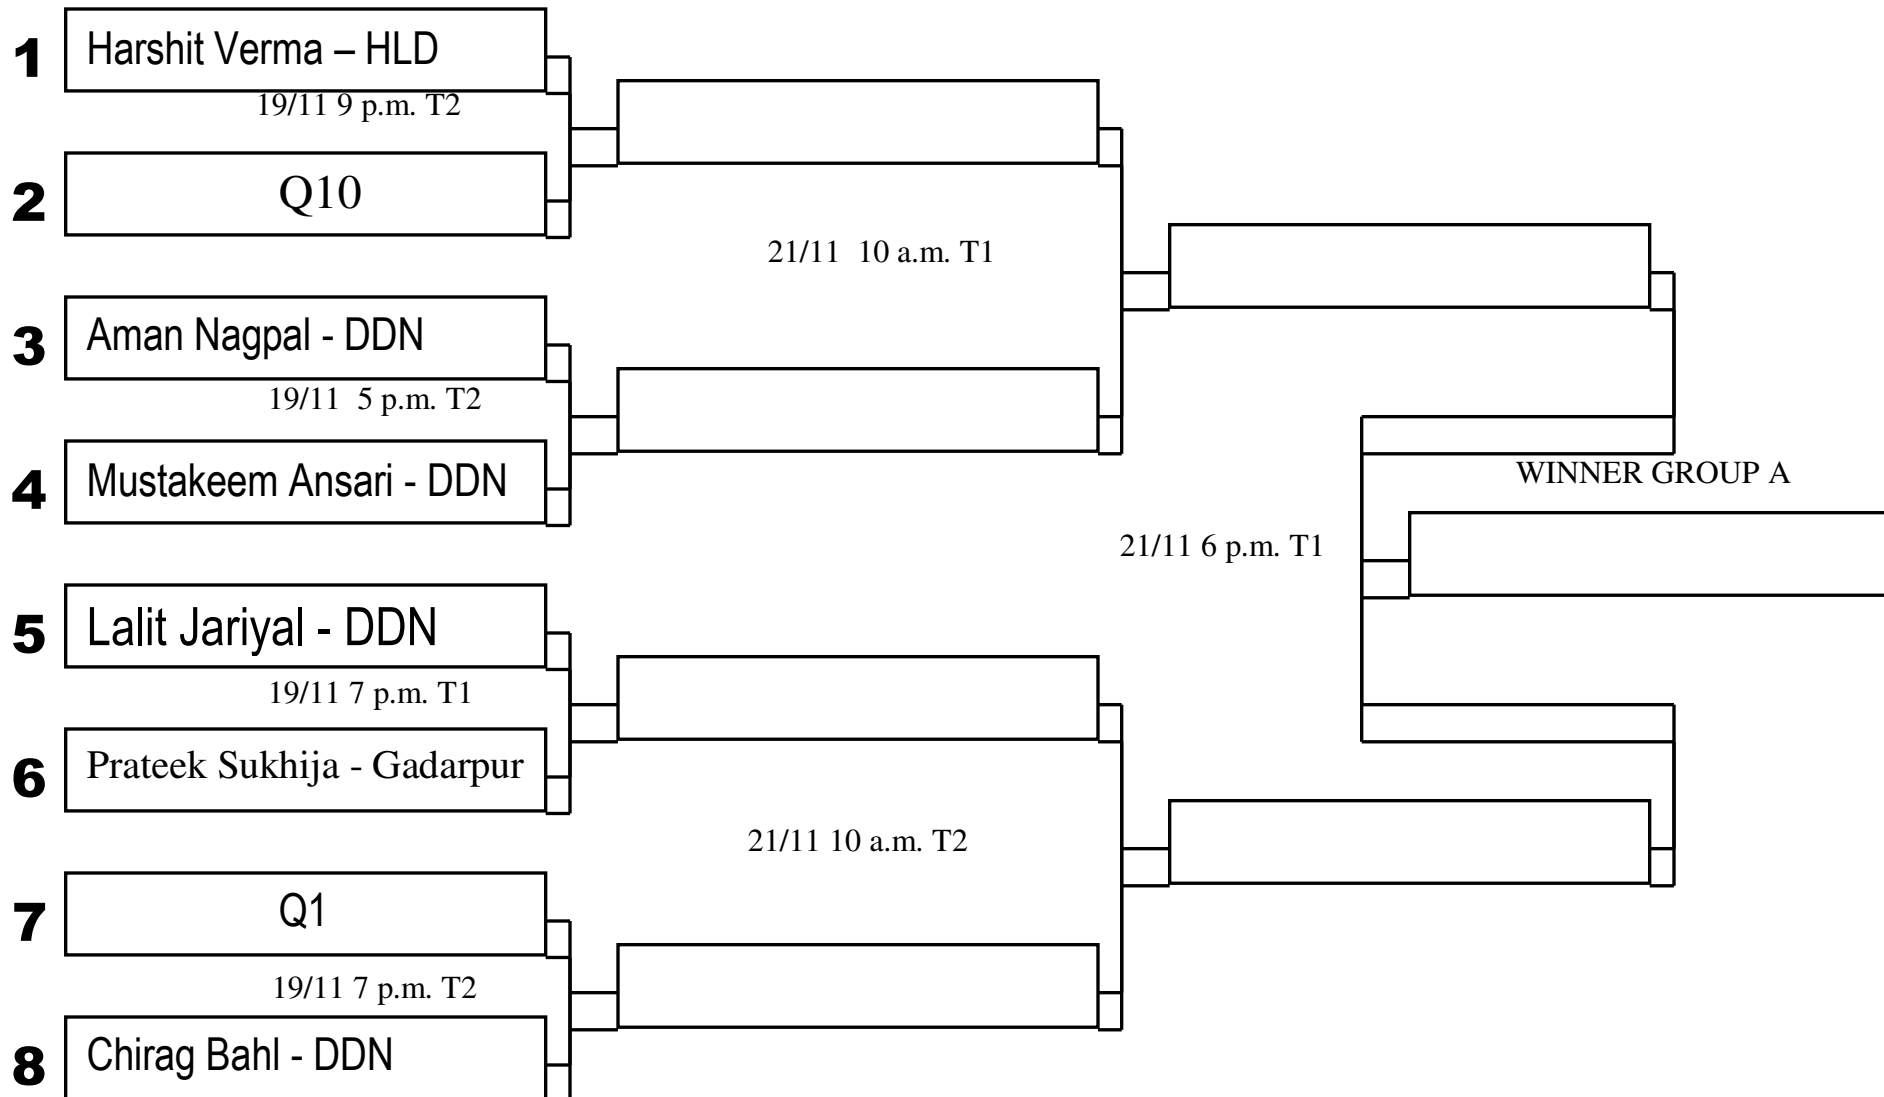 1 Harshit Verma – HLD
19/11 9 p.m. T2
2 Q10
21/11 10 a.m. T1
3 Aman Nagpal - DDN
19/11 5 p.m. T2
4 Mustakeem Ansari - DDN
WINNER GROUP A
21/11 6 p.m. T1
5 Lalit Jariyal - DDN
19/11 7 p.m. T1
6 Prateek Sukhija - Gadarpur
21/11 10 a.m. T2
7 Q1
19/11 7 p.m. T2
8 Chirag Bahl - DDN